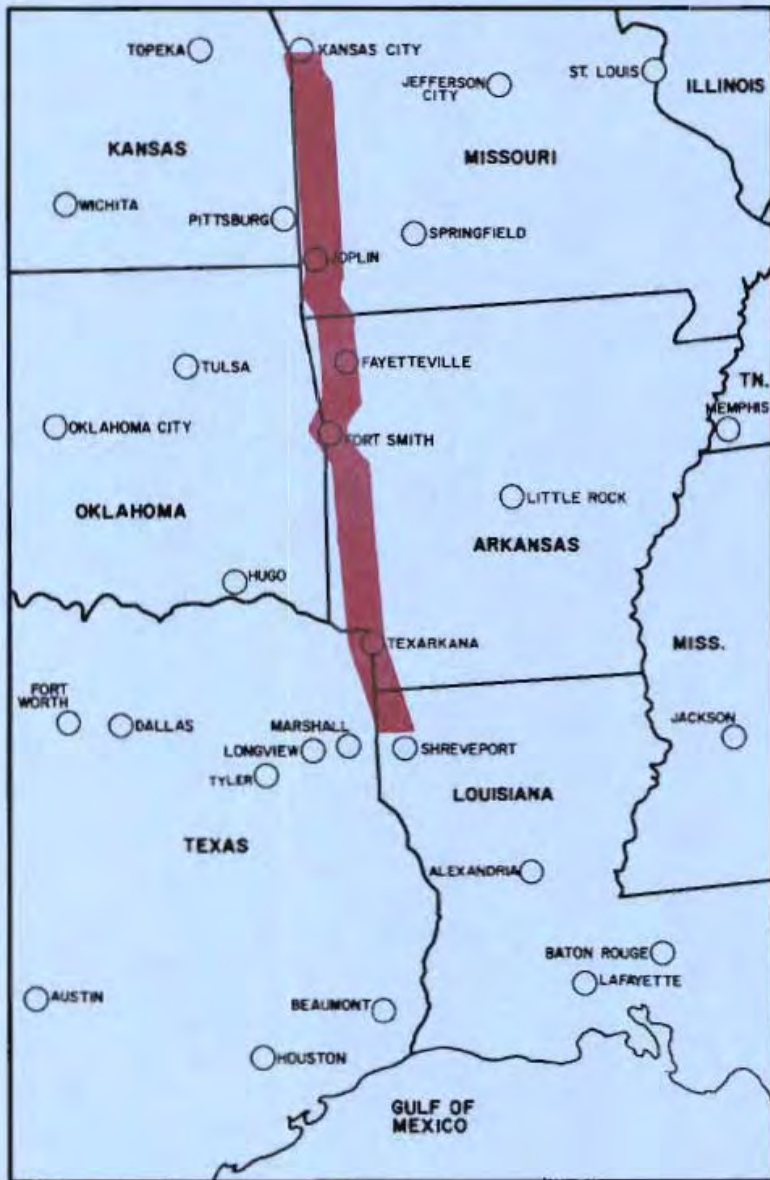 TOPEKA
KANSAS CITY
JEFFERSON
CITY
ST. LOUIS
ILLINOIS
KANSAS
MISSOURI
WICHITA
PITTSBURG
SPRINGFIELD
JOPLIN
TULSA
FAYETTEVILLE
TN.
MEMPHIS
OKLAHOMA CITY
FORT SMITH
OKLAHOMA
LITTLE ROCK
ARKANSAS
HUGO
TEXARKANA
MISS.
FORT
WORTH
DALLAS
MARSHALL
JACKSON
LONGVIEW
SHREVEPORT
TYLER
LOUISIANA
TEXAS
ALEXANDRIA
BATON ROUGE
LAFAYETTE
AUSTIN
BEAUMONT
HOUSTON
GULF OF
MEXICO